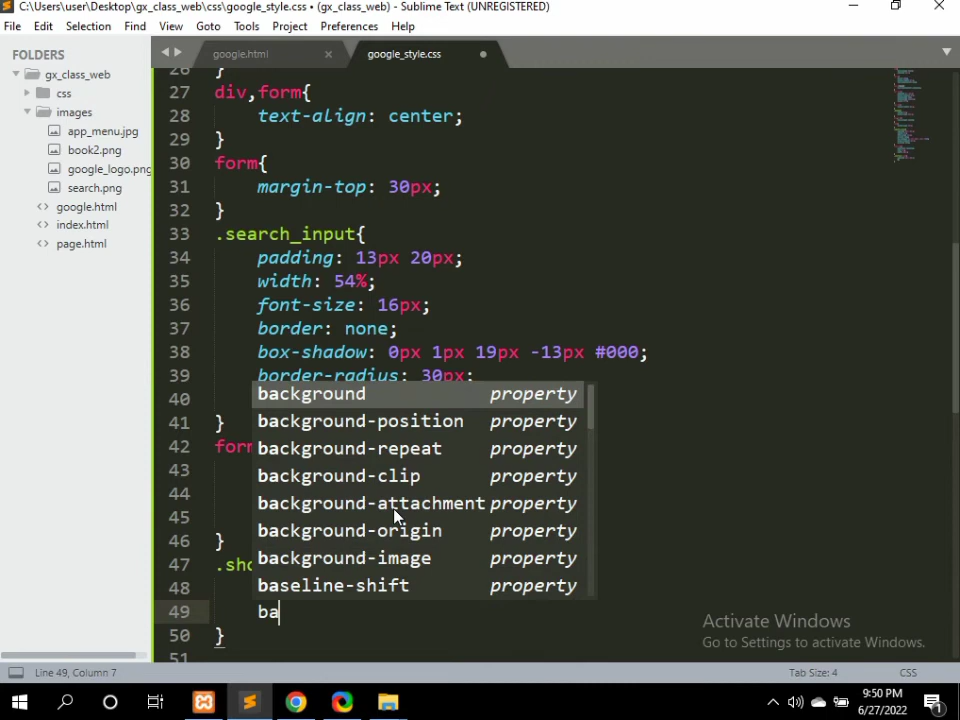 C:\Users\user\Desktop\gx_class_web\css\google_style.css • (gx_class_web) - Sublime Text (UNREGISTERED)
File Edit Selection Find View Goto Tools Project Preferences Help
FOLDERS
gx_class_web
css
images
app_menu.jpg
book2.png
google_logo.png
search.png
google.html
index.html
page.html
google.html × google_style.css
26 }
27 div,form{
28 text-align: center;
29 }
30 form{
31 margin-top: 30px;
32 }
33 .search_input{
34 padding: 13px 20px;
35 width: 54%;
36 font-size: 16px;
37 border: none;
38 box-shadow: 0px 1px 19px -13px #000;
39 border-radius: 30px;
40
41 }
42 form
43
44
45
46 }
47 .sho
48
49 ba
50 }
51
background property
background-position property
background-repeat property
background-clip property
background-attachment property
background-origin property
background-image property
baseline-shift property
Activate Windows
Go to Settings to activate Windows.
Line 49, Column 7
Tab Size: 4
CSS
9:50 PM
6/27/2022
1